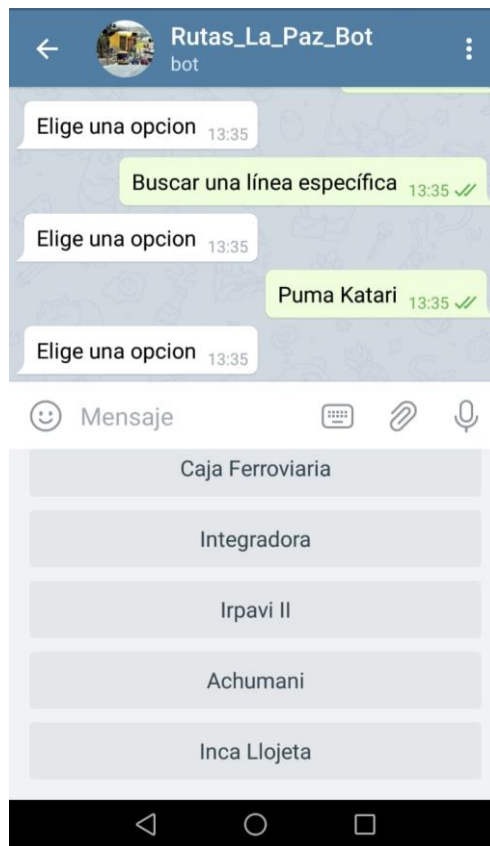 Rutas_La_Paz_Bot
bot
Elige una opcion 13:35
Buscar una línea específica 13:35
Elige una opcion 13:35
Puma Katari 13:35
Elige una opcion 13:35
Mensaje
Caja Ferroviaria
Integradora
Irpavi II
Achumani
Inca Llojeta